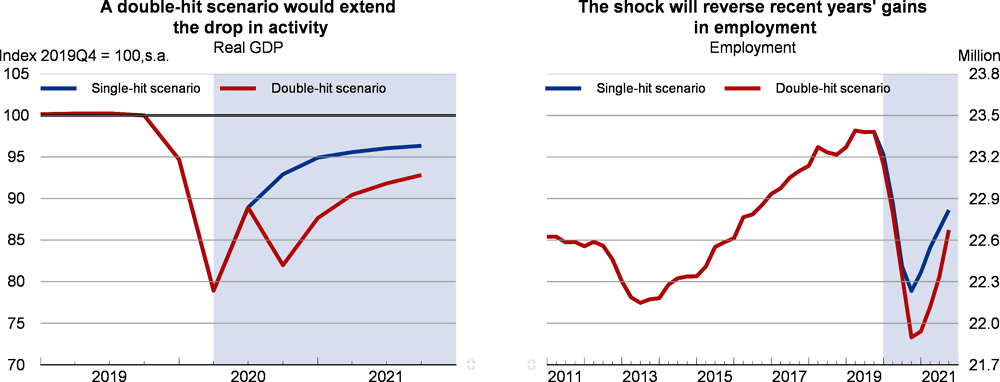 A double-hit scenario would extend
the drop in activity
Real GDP
Index 2019Q4 = 100,s.a.
105
Single-hit scenario
Double-hit scenario
100
95
90
85
80
75
70
2019
2020
2021
The shock will reverse recent years' gains
in employment
Employment
Million
23.8
Single-hit scenario
Double-hit scenario
23.5
23.2
22.9
22.6
22.3
22.0
21.7
2011
2013
2015
2017
2019
2021